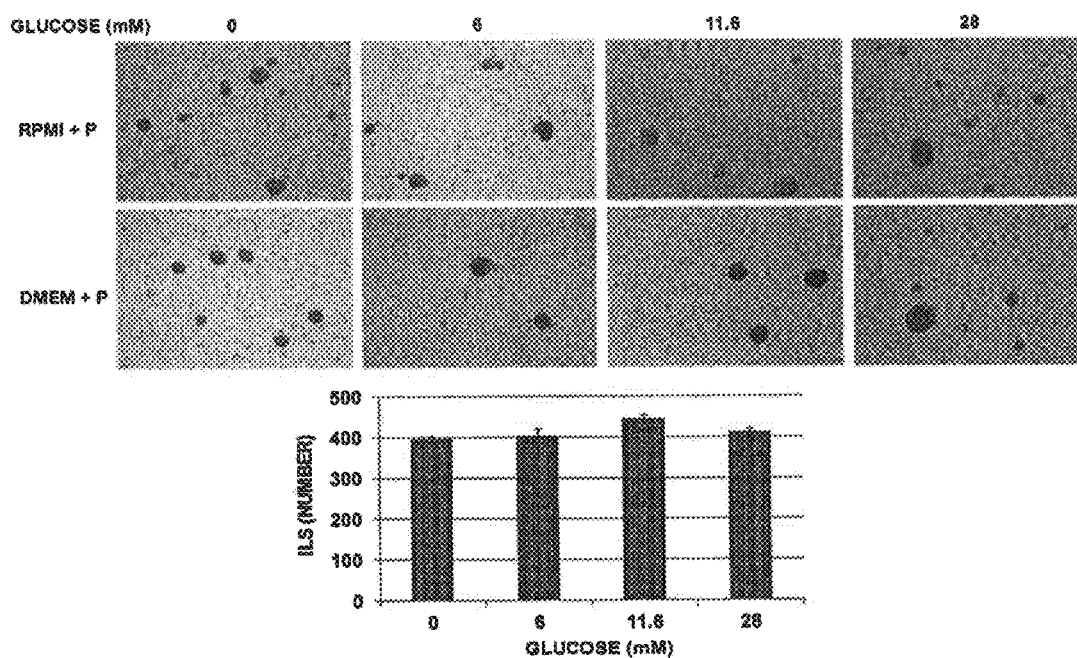 GLUCOSE (mM) 0 6 11.6 28
RPMI + P
DMEM + P
500
400
300
200
100
0
ILS (NUMBER)
0 6 11.6 28
GLUCOSE (mM)